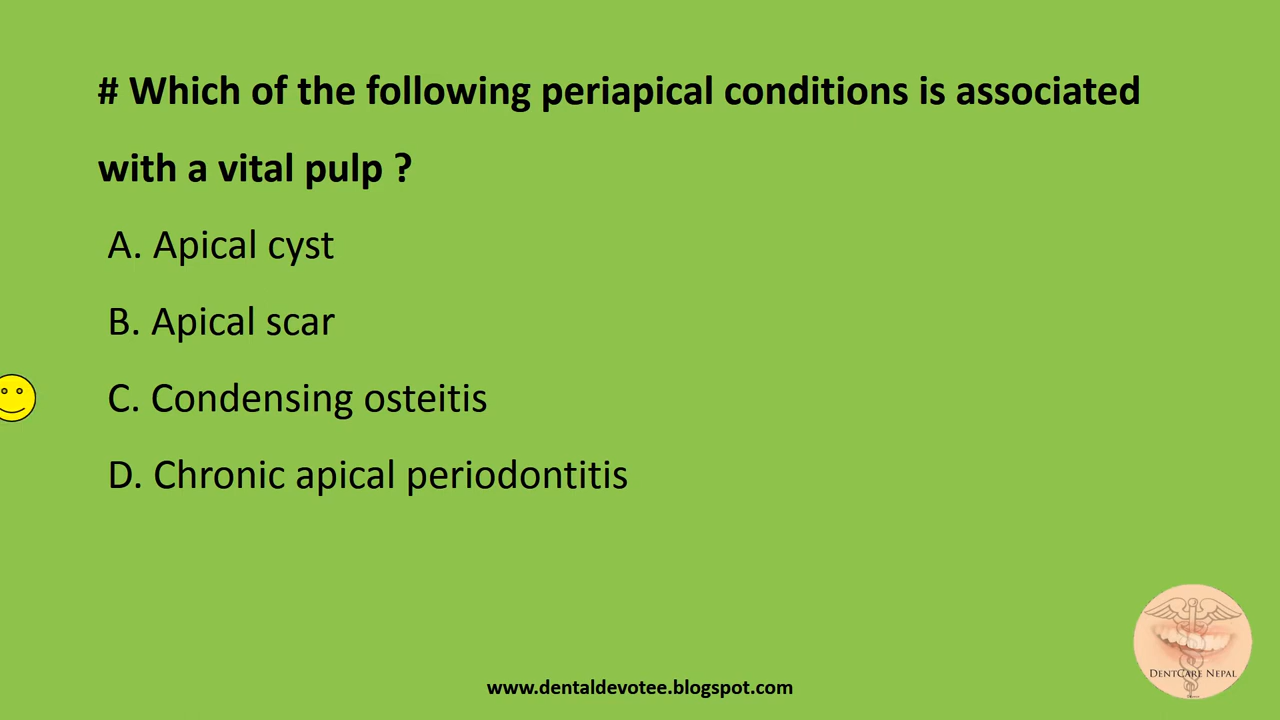 # Which of the following periapical conditions is associated
with a vital pulp ?
A. Apical cyst
B. Apical scar
C. Condensing osteitis
D. Chronic apical periodontitis
DENTCARE NEPAL
www.dentaldevotee.blogspot.com